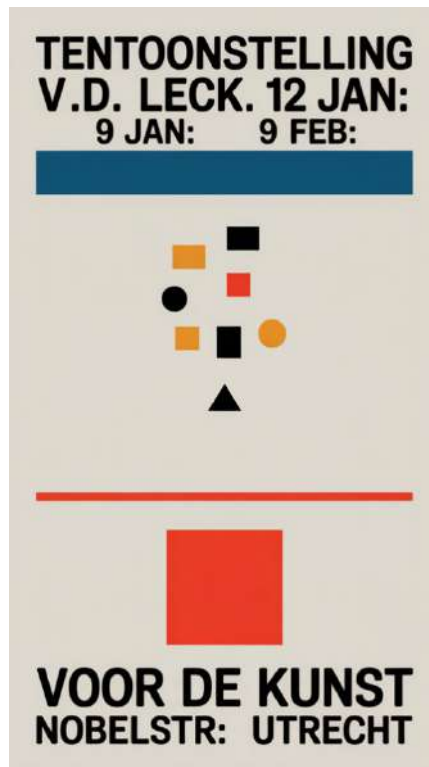 TENTOONSTELLING
V.D. LECK. 12 JAN:
9 JAN: 9 FEB:
VOOR DE KUNST
NOBELSTR: UTRECHT